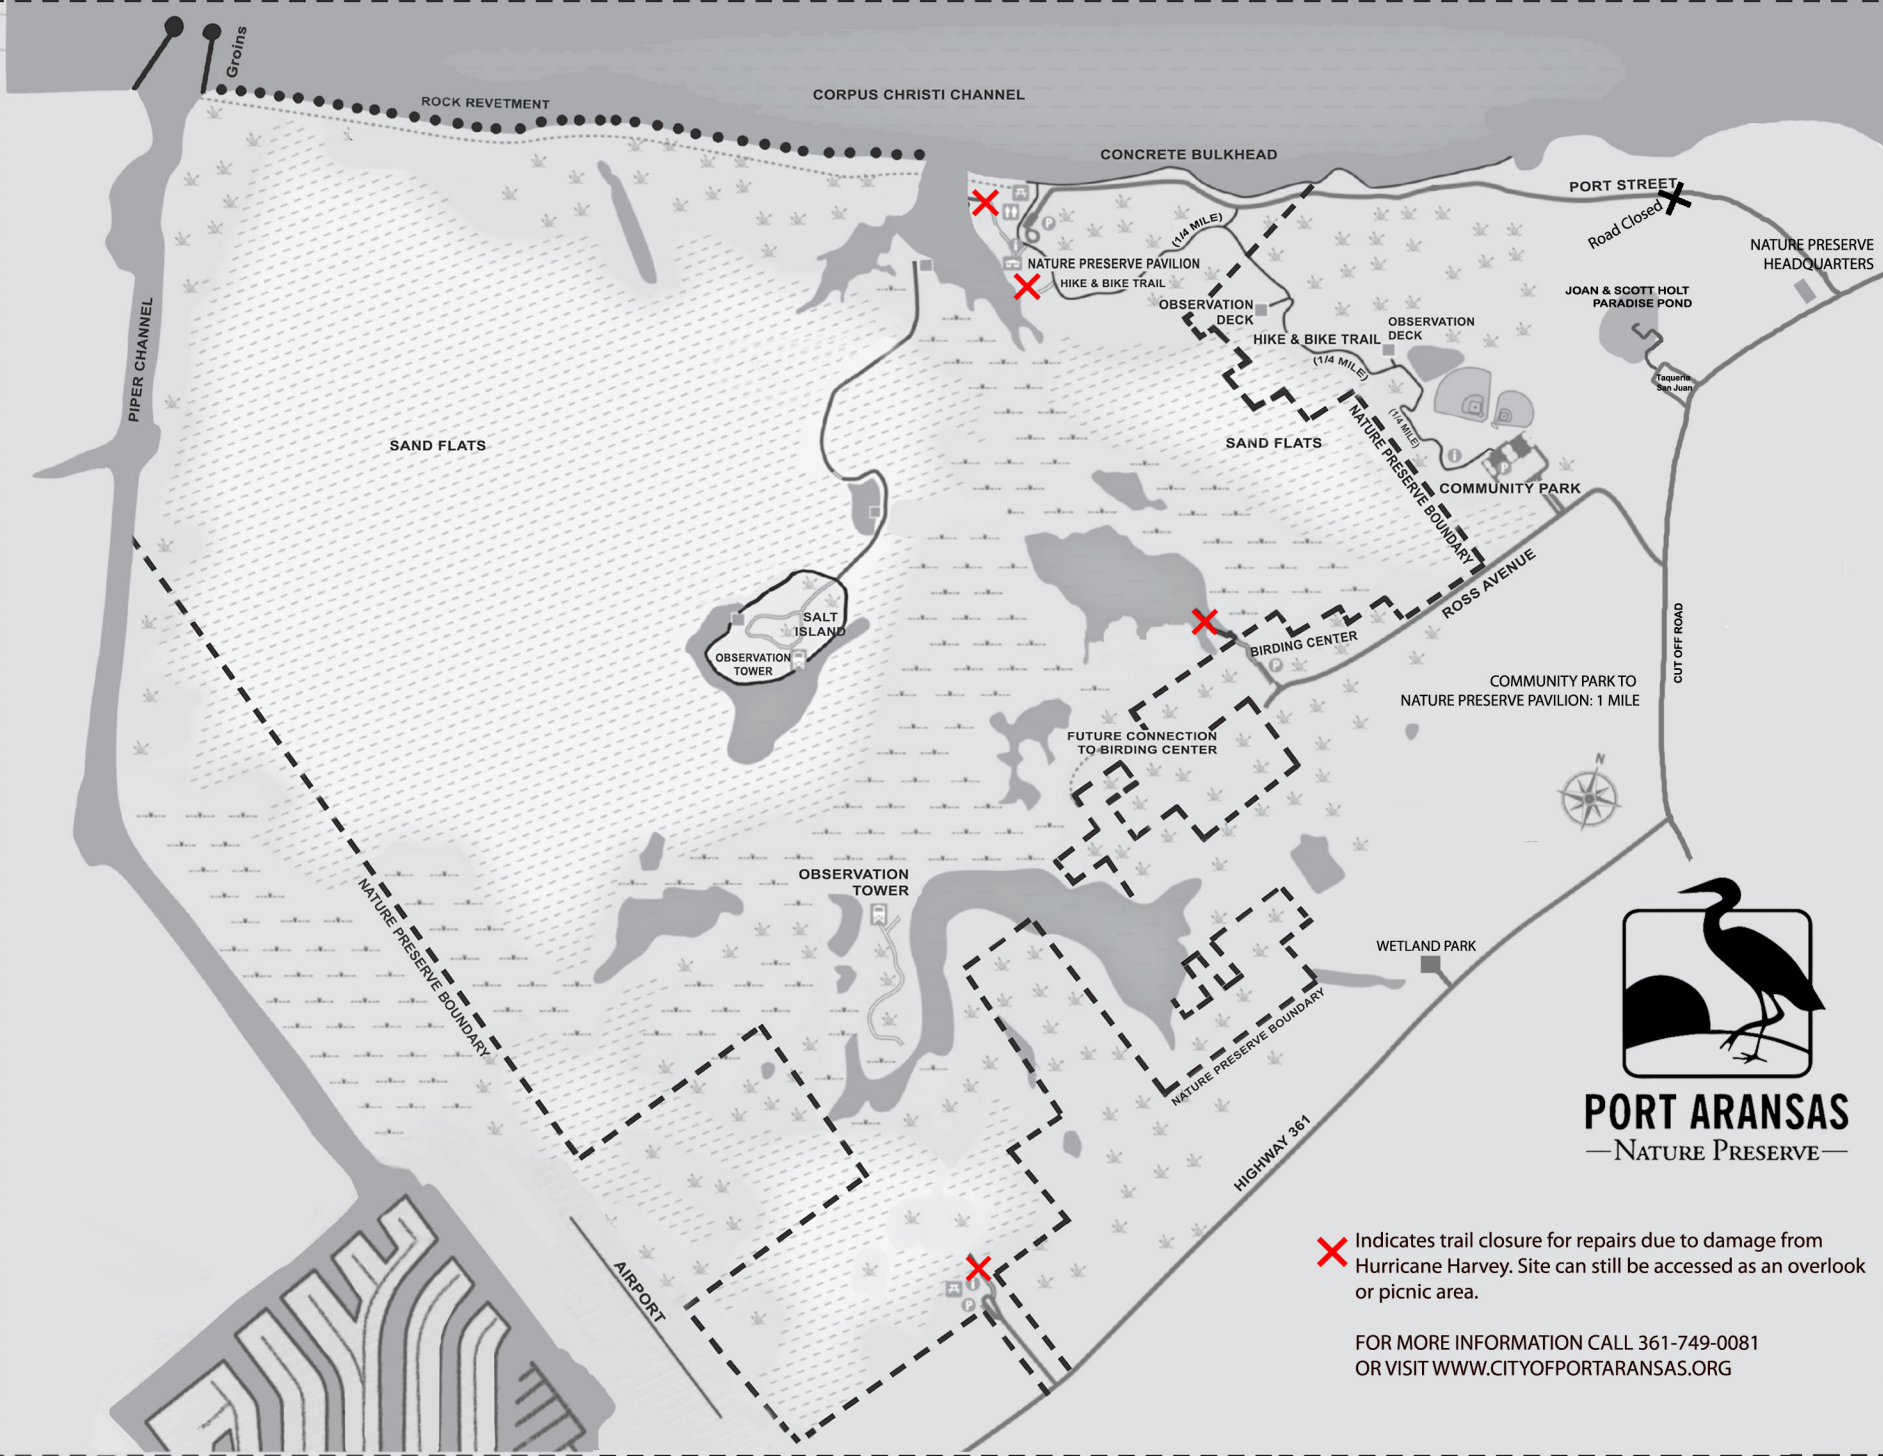 Groins
ROCK REVETMENT
CORPUS CHRISTI CHANNEL
CONCRETE BULKHEAD
PORT STREET
Road Closed
NATURE PRESERVE
HEADQUARTERS
(1/4 MILE)
P
i
NATURE PRESERVE PAVILION
HIKE & BIKE TRAIL
JOAN & SCOTT HOLT
PARADISE POND
OBSERVATION
DECK
OBSERVATION
DECK
HIKE & BIKE TRAIL
(1/4 MILE)
Taqueria
San Juan
PIPER CHANNEL
(1/4 MILE)
SAND FLATS
SAND FLATS
NATURE PRESERVE BOUNDARY
i
P
COMMUNITY PARK
ROSS AVENUE
SALT
ISLAND
OBSERVATION
TOWER
BIRDING CENTER
P
CUT OFF ROAD
COMMUNITY PARK TO
NATURE PRESERVE PAVILION: 1 MILE
FUTURE CONNECTION
TO BIRDING CENTER
N
OBSERVATION
TOWER
NATURE PRESERVE BOUNDARY
WETLAND PARK
NATURE PRESERVE BOUNDARY
HIGHWAY 361
PORT ARANSAS
—NATURE PRESERVE—
AIRPORT
i
P
Indicates trail closure for repairs due to damage from
Hurricane Harvey. Site can still be accessed as an overlook
or picnic area.
FOR MORE INFORMATION CALL 361-749-0081
OR VISIT WWW.CITYOFPORTARANSAS.ORG